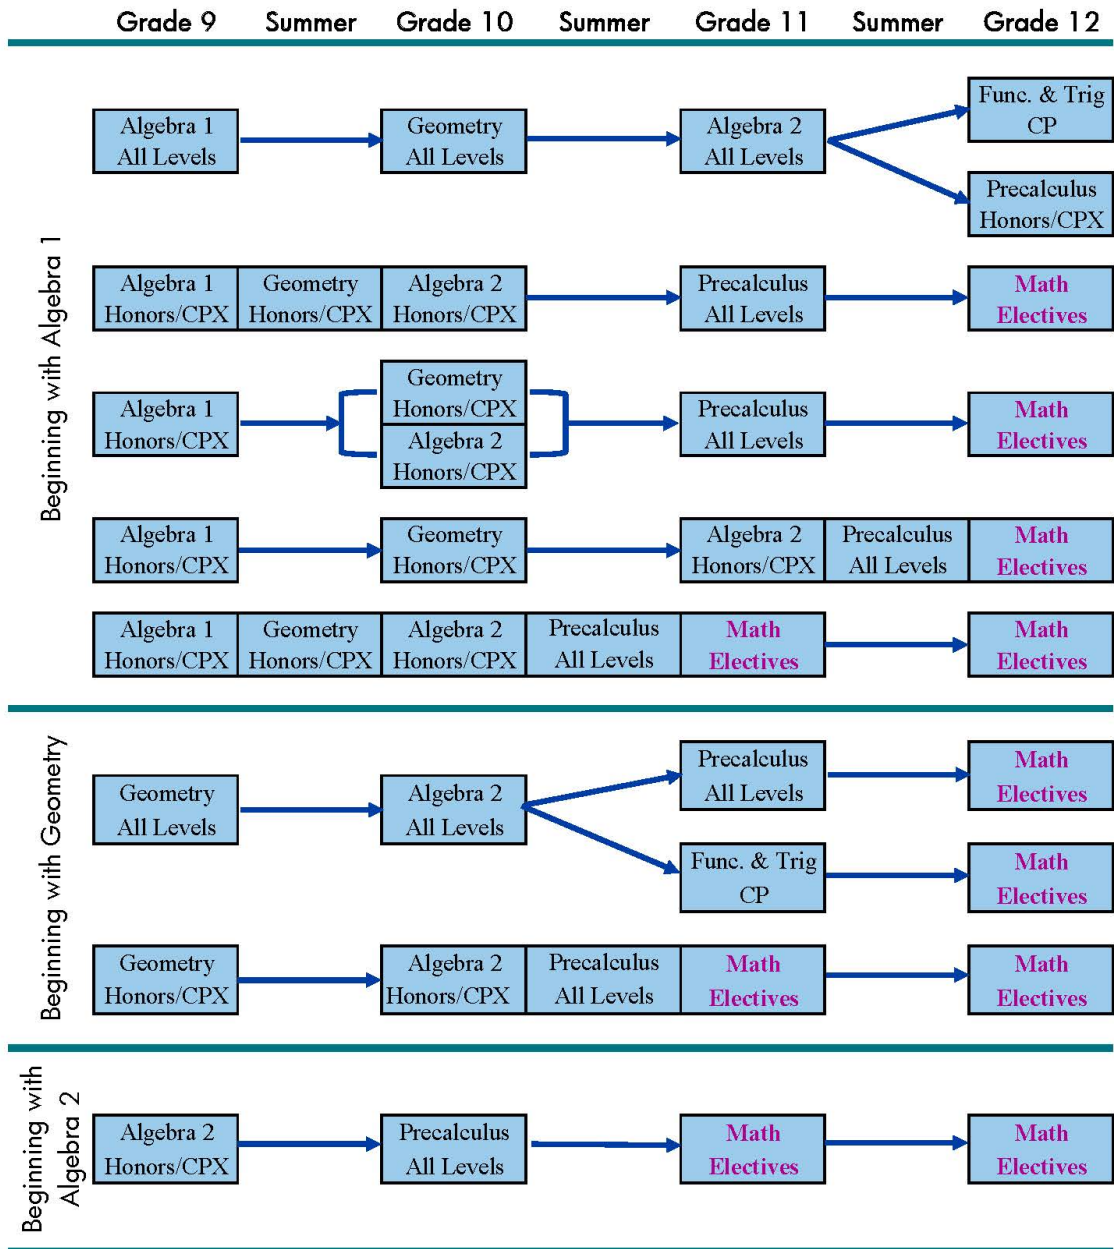 Grade 9 Summer Grade 10 Summer Grade 11 Summer Grade 12
Beginning with Algebra 1
Algebra 1
All Levels
Geometry
All Levels
Algebra 2
All Levels
Func. & Trig
CP
Precalculus
Honors/CPX
Algebra 1
Honors/CPX
Geometry
Honors/CPX
Algebra 2
Honors/CPX
Precalculus
All Levels
Math
Electives
Algebra 1
Honors/CPX
Geometry
Honors/CPX
Algebra 2
Honors/CPX
Precalculus
All Levels
Math
Electives
Algebra 1
Honors/CPX
Geometry
Honors/CPX
Algebra 2
Honors/CPX
Precalculus
All Levels
Math
Electives
Algebra 1
Honors/CPX
Geometry
Honors/CPX
Algebra 2
Honors/CPX
Precalculus
All Levels
Math
Electives
Math
Electives
Beginning with Geometry
Geometry
All Levels
Algebra 2
All Levels
Precalculus
All Levels
Math
Electives
Func. & Trig
CP
Math
Electives
Geometry
Honors/CPX
Algebra 2
Honors/CPX
Precalculus
All Levels
Math
Electives
Math
Electives
Beginning with
Algebra 2
Algebra 2
Honors/CPX
Precalculus
All Levels
Math
Electives
Math
Electives